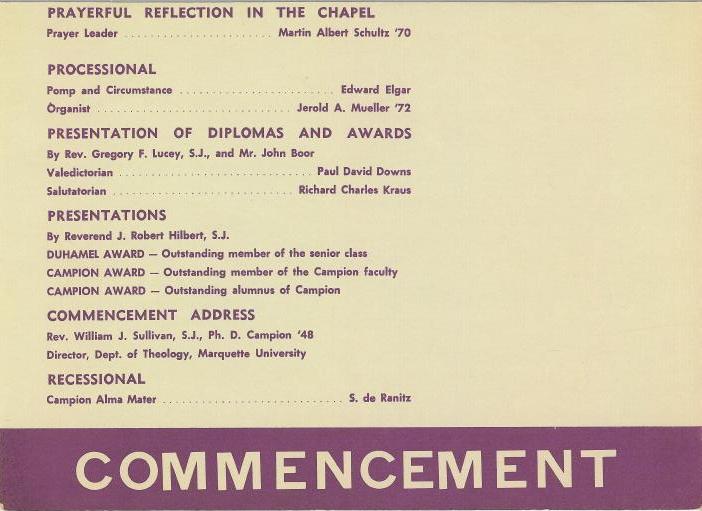 PRAYERFUL REFLECTION IN THE CHAPEL
Prayer Leader . . . . . . . . . . . . . . . . . . . . . . . Martin Albert Schultz '70
PROCESSIONAL
Pomp and Circumstance . . . . . . . . . . . . . . . . . . . . . . . . Edward Elgar
Organist . . . . . . . . . . . . . . . . . . . . . . . . . . . . . Jerold A. Mueller '72
PRESENTATION OF DIPLOMAS AND AWARDS
By Rev. Gregory F. Lucey, S.J., and Mr. John Boor
Valedictorian . . . . . . . . . . . . . . . . . . . . . . . . . . . . . . Paul David Downs
Salutatorian . . . . . . . . . . . . . . . . . . . . . . . . . . . . Richard Charles Kraus
PRESENTATIONS
By Reverend J. Robert Hilbert, S.J.
DUHAMEL AWARD — Outstanding member of the senior class
CAMPION AWARD — Outstanding member of the Campion faculty
CAMPION AWARD — Outstanding alumnus of Campion
COMMENCEMENT ADDRESS
Rev. William J. Sullivan, S.J., Ph. D. Campion '48
Director, Dept. of Theology, Marquette University
RECESSIONAL
Campion Alma Mater . . . . . . . . . . . . . . . . . . . . . . . . . . . . S. de Ranitz
COMMENCEMENT